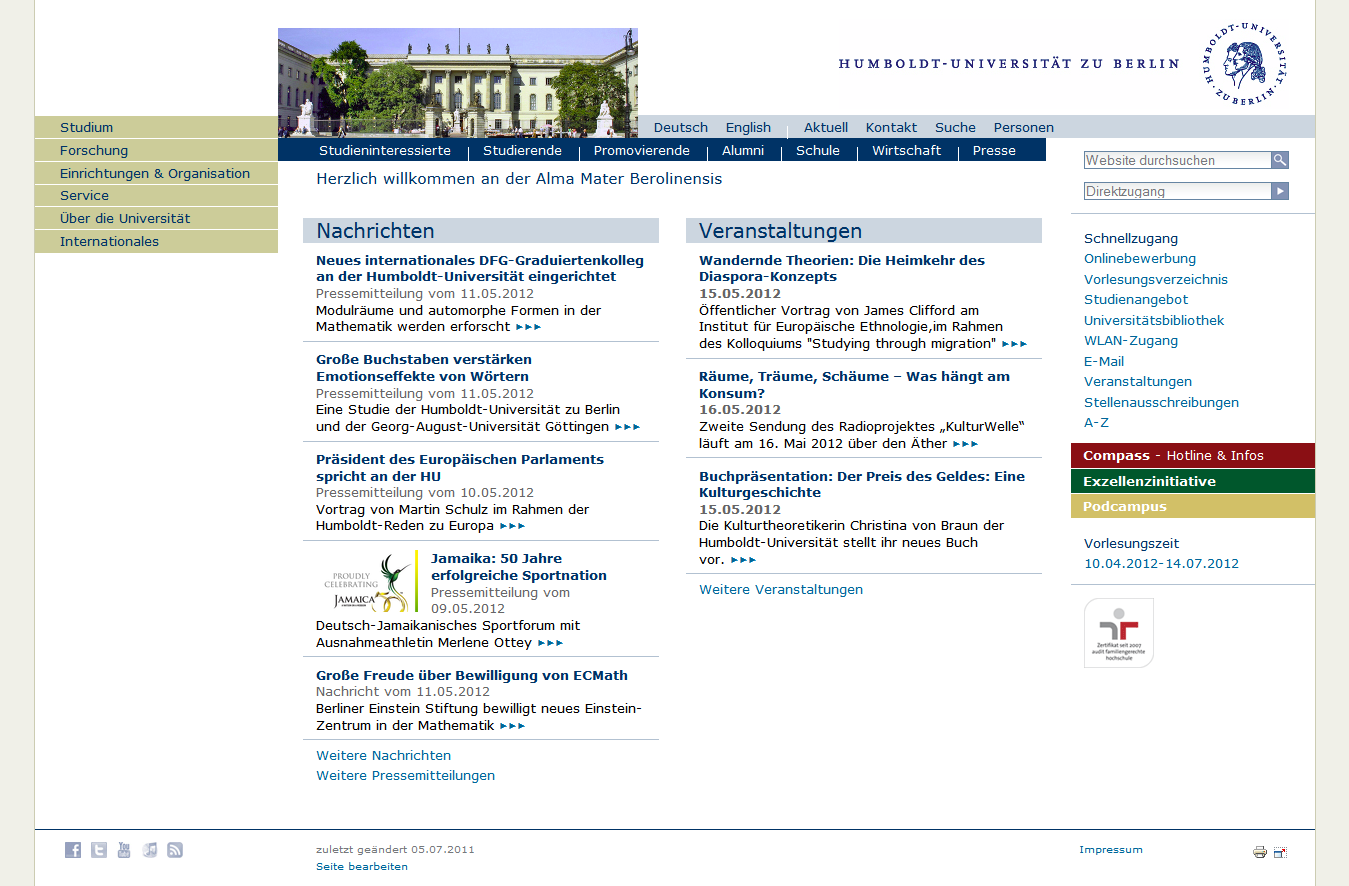 HUMBOLDT-UNIVERSITÄT ZU BERLIN
HUMBOLDT-UNIVERSITÄT
·ZU BERLIN·
Deutsch English Aktuell Kontakt Suche Personen
Studieninteressierte Studierende Promovierende Alumni Schule Wirtschaft Presse
Studium
Forschung
Einrichtungen & Organisation
Service
Über die Universität
Internationales
Herzlich willkommen an der Alma Mater Berolinensis
Nachrichten
Neues internationales DFG-Graduiertenkolleg
an der Humboldt-Universität eingerichtet
Pressemitteilung vom 11.05.2012
Modulräume und automorphe Formen in der
Mathematik werden erforscht ►►►
Große Buchstaben verstärken
Emotionseffekte von Wörtern
Pressemitteilung vom 11.05.2012
Eine Studie der Humboldt-Universität zu Berlin
und der Georg-August-Universität Göttingen ►►►
Präsident des Europäischen Parlaments
spricht an der HU
Pressemitteilung vom 10.05.2012
Vortrag von Martin Schulz im Rahmen der
Humboldt-Reden zu Europa ►►►
PROUDLY
CELEBRATING
JAMAICA
Jamaika: 50 Jahre
erfolgreiche Sportnation
Pressemitteilung vom
09.05.2012
Deutsch-Jamaikanisches Sportforum mit
Ausnahmeathletin Merlene Ottey ►►►
Große Freude über Bewilligung von ECMath
Nachricht vom 11.05.2012
Berliner Einstein Stiftung bewilligt neues Einstein-
Zentrum in der Mathematik ►►►
Weitere Nachrichten
Weitere Pressemitteilungen
Veranstaltungen
Wandernde Theorien: Die Heimkehr des
Diaspora-Konzepts
15.05.2012
Öffentlicher Vortrag von James Clifford am
Institut für Europäische Ethnologie,im Rahmen
des Kolloquiums "Studying through migration" ►►►
Räume, Träume, Schäume – Was hängt am
Konsum?
16.05.2012
Zweite Sendung des Radioprojektes „KulturWelle“
läuft am 16. Mai 2012 über den Äther ►►►
Buchpräsentation: Der Preis des Geldes: Eine
Kulturgeschichte
15.05.2012
Die Kulturtheoretikerin Christina von Braun der
Humboldt-Universität stellt ihr neues Buch
vor. ►►►
Weitere Veranstaltungen
Website durchsuchen
Direktzugang
Schnellzugang
Onlinebewerbung
Vorlesungsverzeichnis
Studienangebot
Universitätsbibliothek
WLAN-Zugang
E-Mail
Veranstaltungen
Stellenausschreibungen
A-Z
Compass - Hotline & Infos
Exzellenzinitiative
Podcampus
Vorlesungszeit
10.04.2012-14.07.2012
Zertifikat seit 2007
audit familiengerechte
hochschule
You
zuletzt geändert 05.07.2011
Seite bearbeiten
Impressum